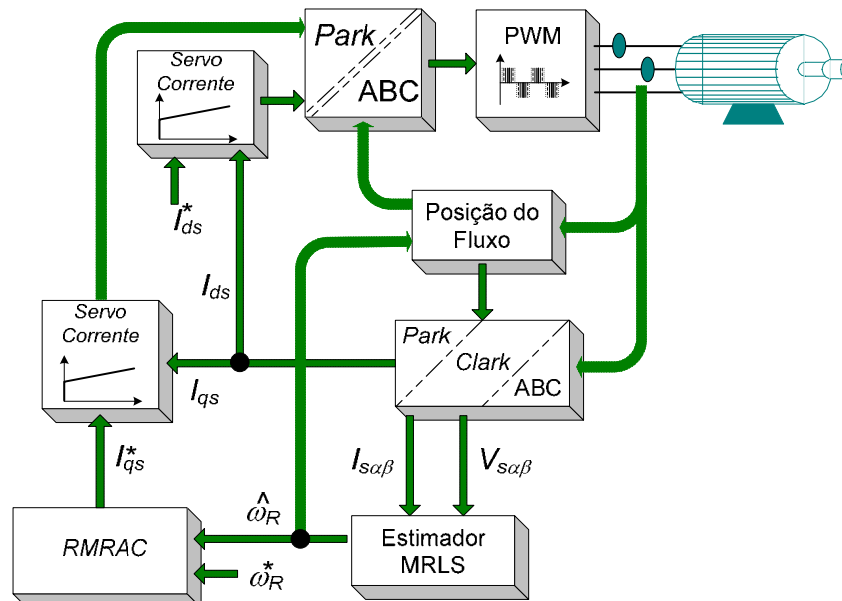 Park
ABC
PWM
Servo
Corrente
I*ds
Posição do
Fluxo
Ids
Servo
Corrente
Park
Clark
ABC
Iqs
I*qs
Isαβ
Vsαβ
ω̂R
RMRAC
Estimador
MRLS
ω*R